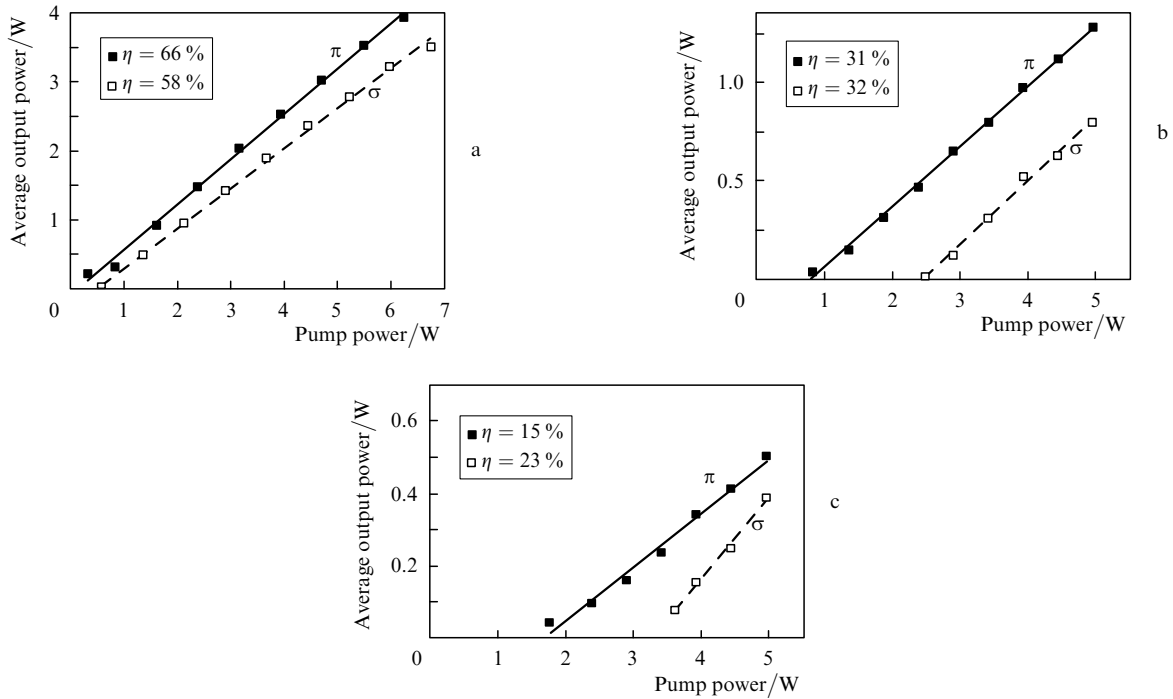 Average output power/W
4
3
2
1
0
η = 66 %
η = 58 %
π
σ
1 2 3 4 5 6 7
Pump power/W
a
Average output power/W
1.0
0.5
0
η = 31 %
η = 32 %
π
σ
1 2 3 4 5
Pump power/W
b
Average output power/W
0.6
0.4
0.2
0
η = 15 %
η = 23 %
π
σ
1 2 3 4 5
Pump power/W
c